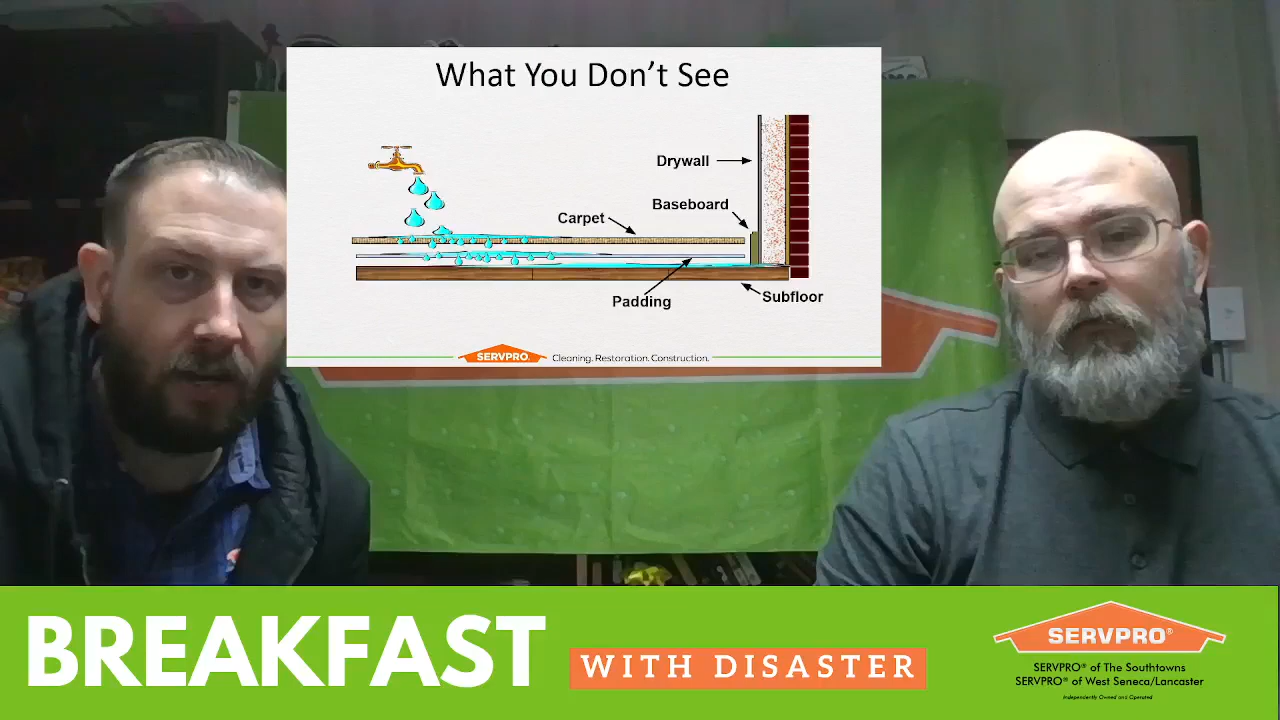 What You Don't See
Drywall
Baseboard
Carpet
Padding
Subfloor
SERVPRO.
Cleaning. Restoration. Construction.
BREAKFAST
WITH DISASTER
SERVPRO®
SERVPRO® of The Southtowns
SERVPRO® of West Seneca/Lancaster
Independently Owned and Operated